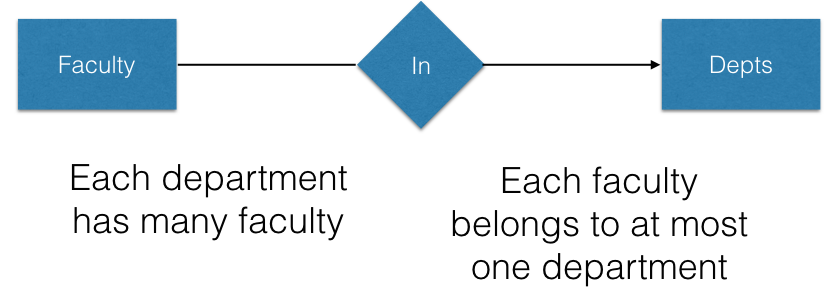 Faculty
In
Depts
Each department
has many faculty
Each faculty
belongs to at most
one department